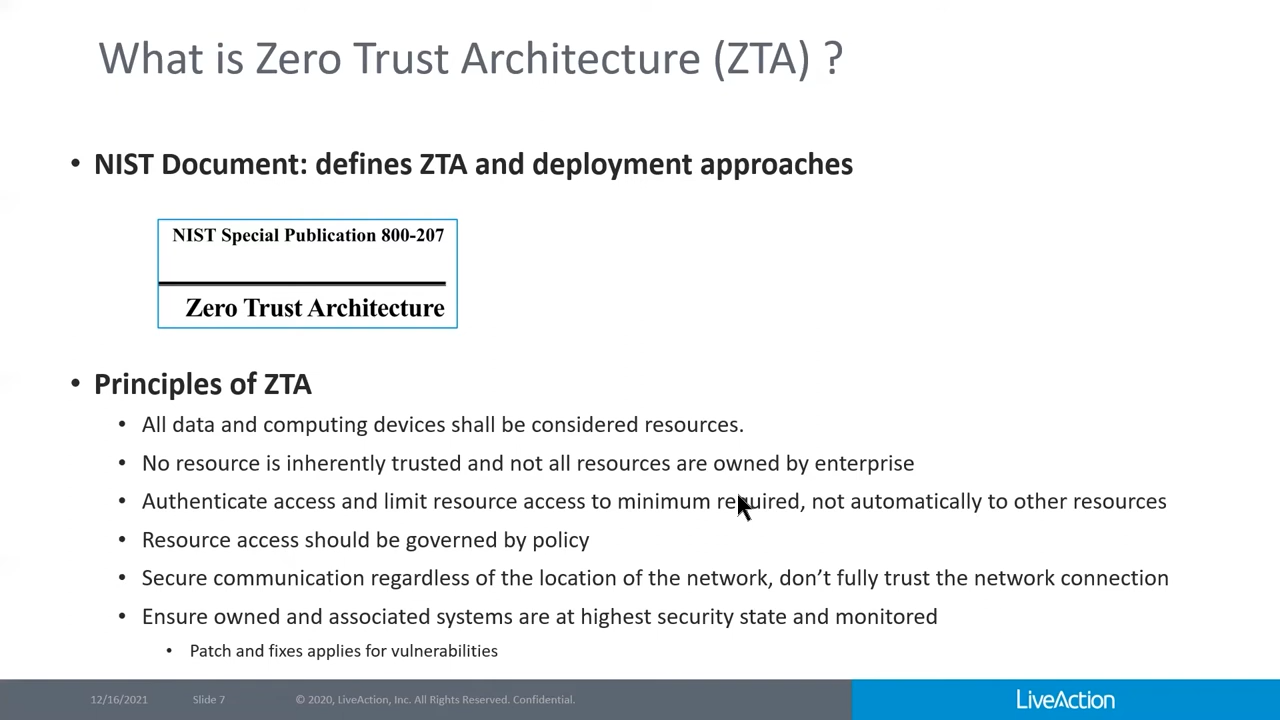 What is Zero Trust Architecture (ZTA) ?
• NIST Document: defines ZTA and deployment approaches
NIST Special Publication 800-207
Zero Trust Architecture
• Principles of ZTA
• All data and computing devices shall be considered resources.
• No resource is inherently trusted and not all resources are owned by enterprise
• Authenticate access and limit resource access to minimum required, not automatically to other resources
• Resource access should be governed by policy
• Secure communication regardless of the location of the network, don’t fully trust the network connection
• Ensure owned and associated systems are at highest security state and monitored
• Patch and fixes applies for vulnerabilities
12/16/2021 Slide 7 © 2020, LiveAction, Inc. All Rights Reserved. Confidential. LiveAction